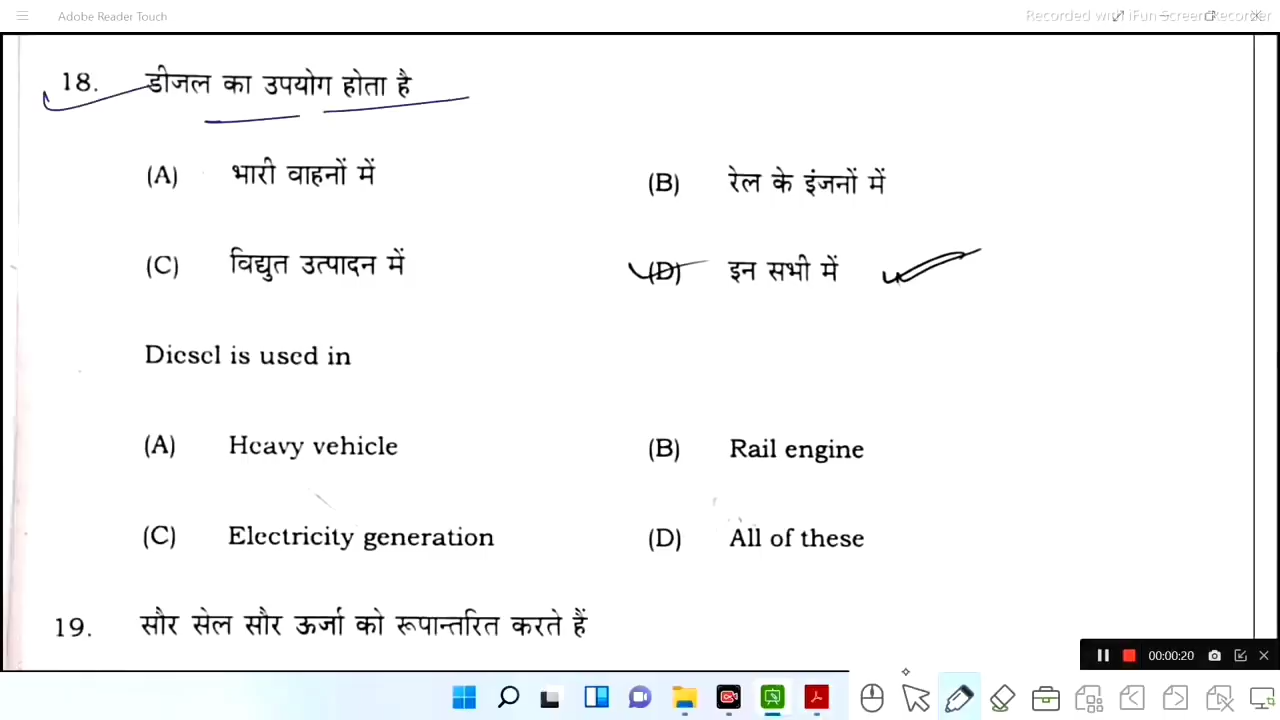 Adobe Reader Touch
Recorded with iFun Screen Recorder
18. डीजल का उपयोग होता है
(A) भारी वाहनों में
(B) रेल के इंजनों में
(C) विद्युत उत्पादन में
(D) इन सभी में
Diesel is used in
(A) Heavy vehicle
(B) Rail engine
(C) Electricity generation
(D) All of these
19. सौर सेल सौर ऊर्जा को रूपान्तरित करते हैं
00:00:20